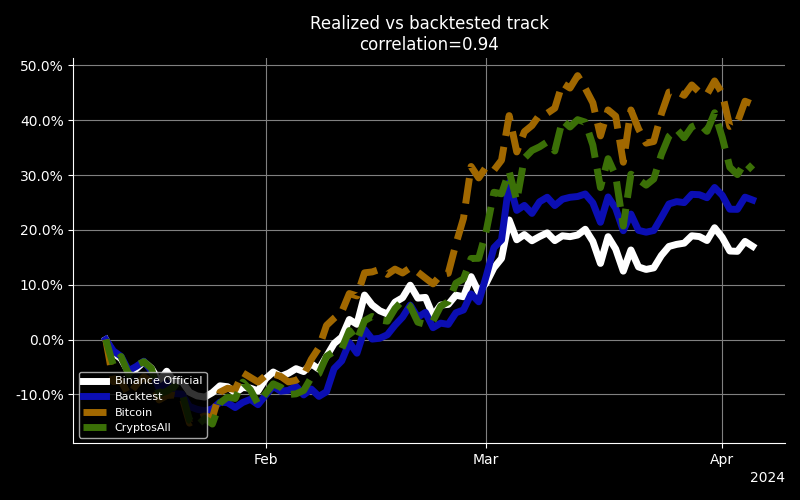 Realized vs backtested track
correlation=0.94
50.0%
40.0%
30.0%
20.0%
10.0%
0.0%
-10.0%
Binance Official
Backtest
Bitcoin
CryptosAll
Feb
Mar
Apr
2024